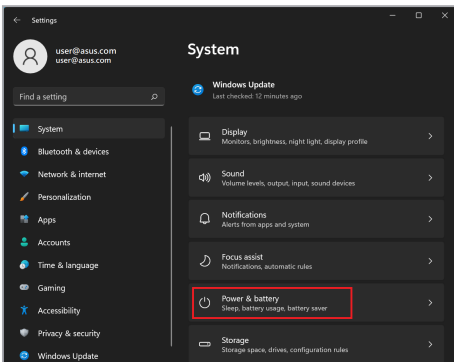 Settings
user@asus.com
user@asus.com
Find a setting
System
Bluetooth & devices
Network & internet
Personalization
Apps
Accounts
Time & language
Gaming
Accessibility
Privacy & security
Windows Update
System
Windows Update
Last checked: 12 minutes ago
Display
Monitors, brightness, night light, display profile
Sound
Volume levels, output, input, sound devices
Notifications
Alerts from apps and system
Focus assist
Notifications, automatic rules
Power & battery
Sleep, battery usage, battery saver
Storage
Storage space, drives, configuration rules